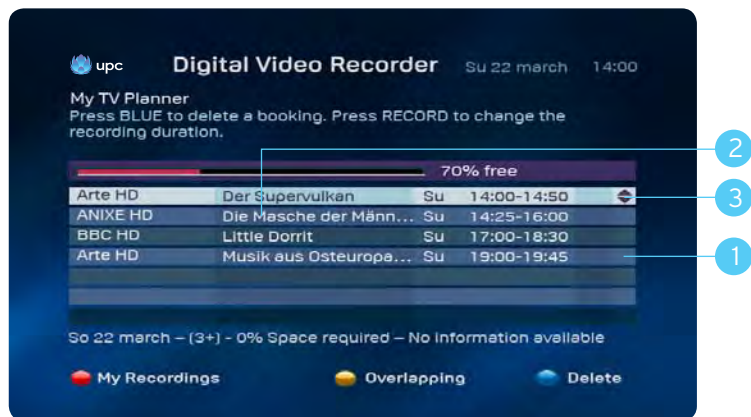 upc Digital Video Recorder Su 22 march 14:00
My TV Planner
Press BLUE to delete a booking. Press RECORD to change the
recording duration.
70% free
Arte HD Der Supervulkan Su 14:00-14:50
ANIXE HD Die Masche der Männ... Su 14:25-16:00
BBC HD Little Dorrit Su 17:00-18:30
Arte HD Musik aus Osteuropa... Su 19:00-19:45
So 22 march – (3+) - 0% Space required – No information available
My Recordings Overlapping Delete
2
3
1